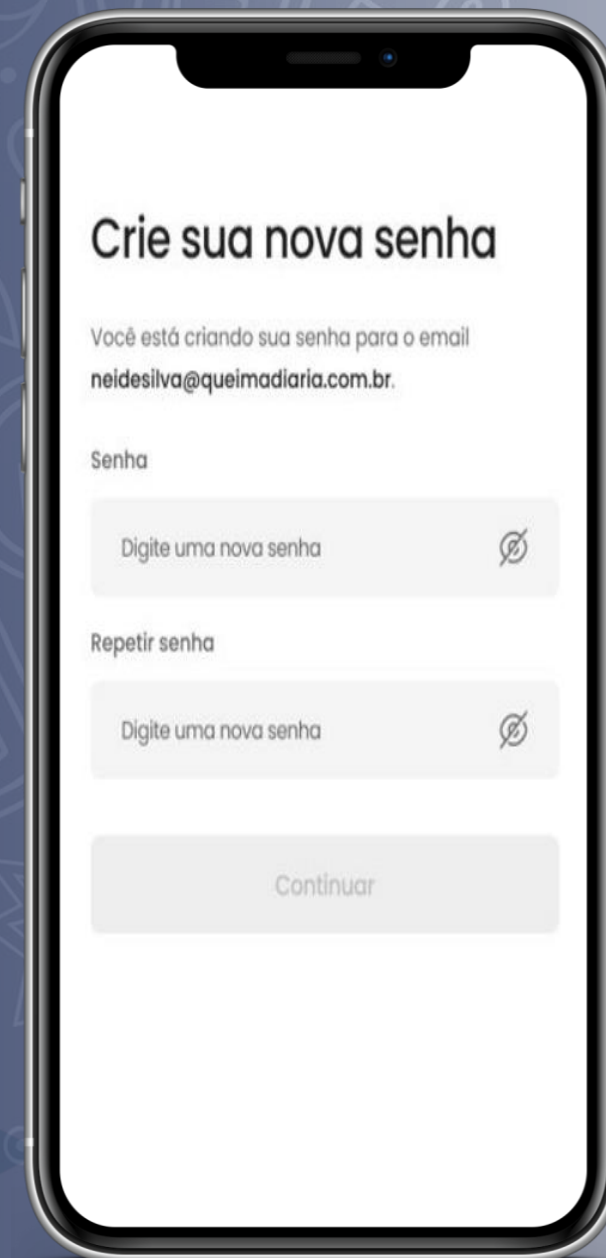 Crie sua nova senha
Você está criando sua senha para o email
neidesilva@queimadiaria.com.br.
Senha
Digite uma nova senha
Repetir senha
Digite uma nova senha
Continuar